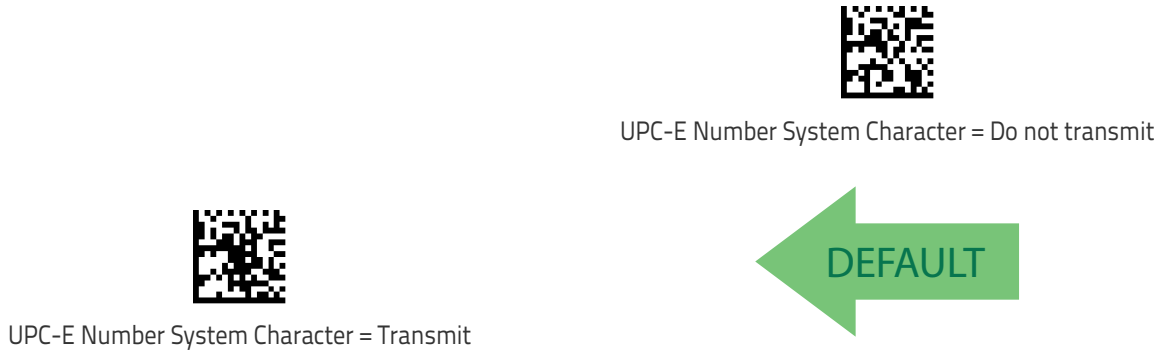 UPC-E Number System Character = Do not transmit
DEFAULT
UPC-E Number System Character = Transmit